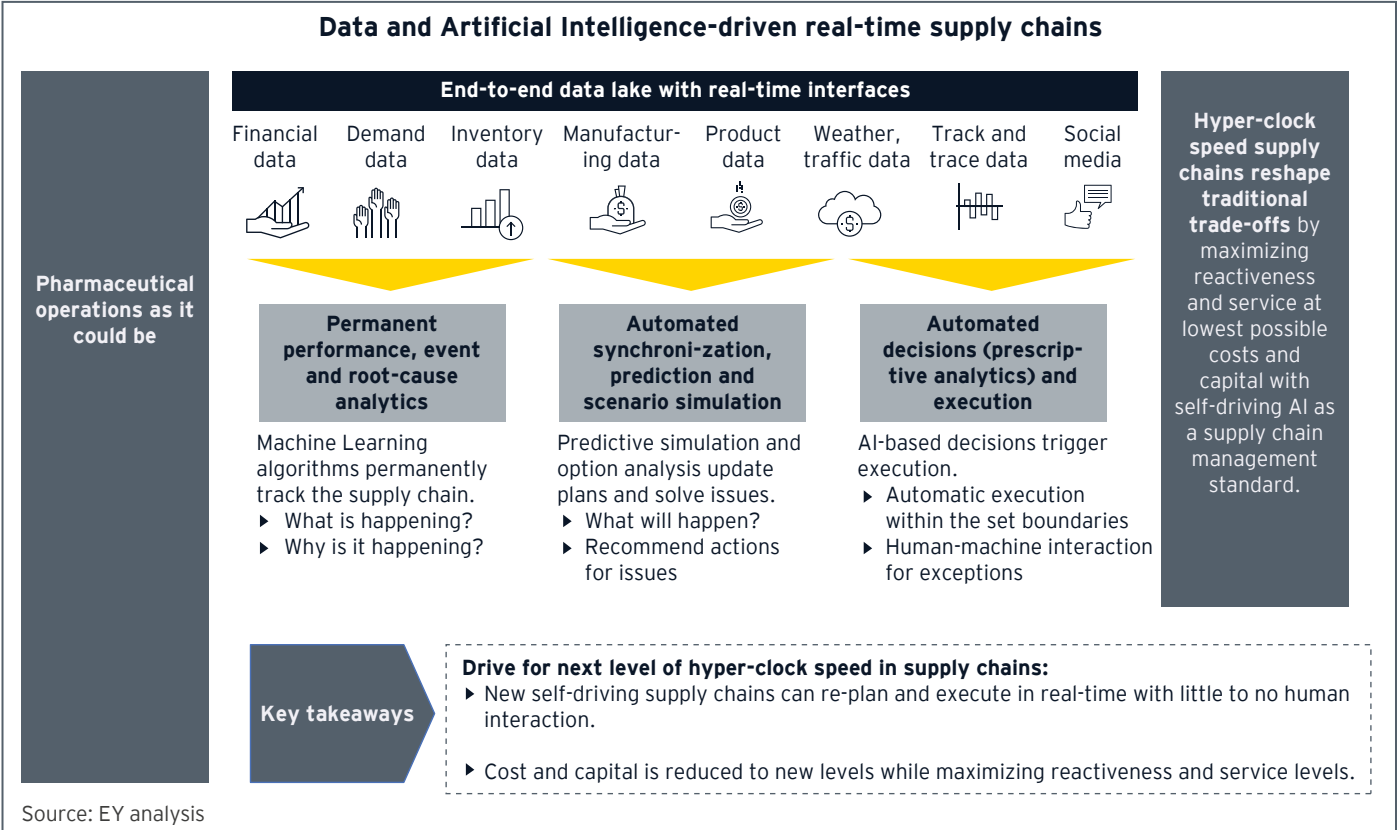 Data and Artificial Intelligence-driven real-time supply chains
Pharmaceutical
operations as it
could be
End-to-end data lake with real-time interfaces
Financial
data
Demand
data
Inventory
data
Manufactur-
ing data
Product
data
Weather,
traffic data
Track and
trace data
Social
media
Permanent
performance, event
and root-cause
analytics
Machine Learning
algorithms permanently
track the supply chain.
▶ What is happening?
▶ Why is it happening?
Automated
synchroni-zation,
prediction and
scenario simulation
Predictive simulation and
option analysis update
plans and solve issues.
▶ What will happen?
▶ Recommend actions
for issues
Automated
decisions (prescrip-
tive analytics) and
execution
AI-based decisions trigger
execution.
▶ Automatic execution
within the set boundaries
▶ Human-machine interaction
for exceptions
Hyper-clock
speed supply
chains reshape
traditional
trade-offs by
maximizing
reactiveness
and service at
lowest possible
costs and
capital with
self-driving AI as
a supply chain
management
standard.
Key takeaways
Drive for next level of hyper-clock speed in supply chains:
▶ New self-driving supply chains can re-plan and execute in real-time with little to no human
interaction.
▶ Cost and capital is reduced to new levels while maximizing reactiveness and service levels.
Source: EY analysis